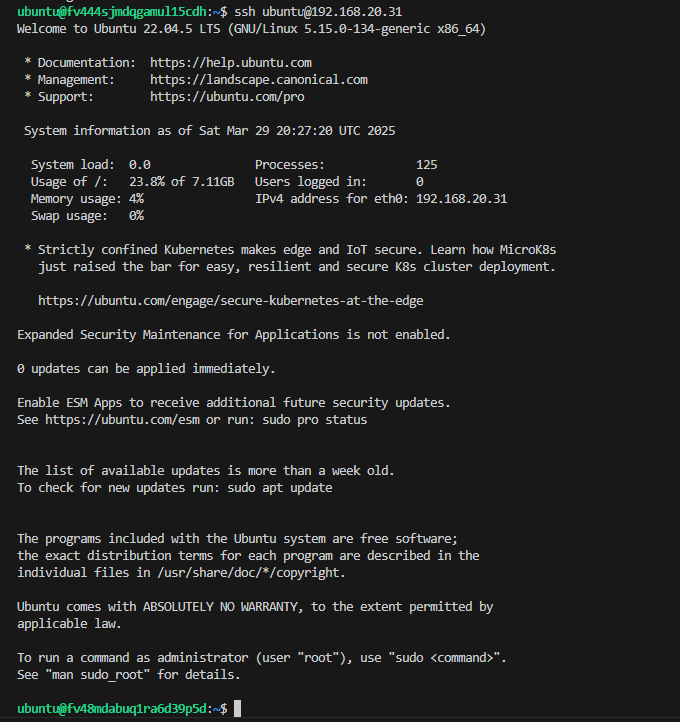 ubuntu@fv444sjmdqgamul15cdh:~$ ssh ubuntu@192.168.20.31
Welcome to Ubuntu 22.04.5 LTS (GNU/Linux 5.15.0-134-generic x86_64)
* Documentation: https://help.ubuntu.com
* Management: https://landscape.canonical.com
* Support: https://ubuntu.com/pro
System information as of Sat Mar 29 20:27:20 UTC 2025
System load: 0.0 Processes: 125
Usage of /: 23.8% of 7.11GB Users logged in: 0
Memory usage: 4% IPv4 address for eth0: 192.168.20.31
Swap usage: 0%
* Strictly confined Kubernetes makes edge and IoT secure. Learn how MicroK8s
just raised the bar for easy, resilient and secure K8s cluster deployment.
https://ubuntu.com/engage/secure-kubernetes-at-the-edge
Expanded Security Maintenance for Applications is not enabled.
0 updates can be applied immediately.
Enable ESM Apps to receive additional future security updates.
See https://ubuntu.com/esm or run: sudo pro status
The list of available updates is more than a week old.
To check for new updates run: sudo apt update
The programs included with the Ubuntu system are free software;
the exact distribution terms for each program are described in the
individual files in /usr/share/doc/*/copyright.
Ubuntu comes with ABSOLUTELY NO WARRANTY, to the extent permitted by
applicable law.
To run a command as administrator (user "root"), use "sudo <command>".
See "man sudo_root" for details.
ubuntu@fv48mdabuq1ra6d39p5d:~$